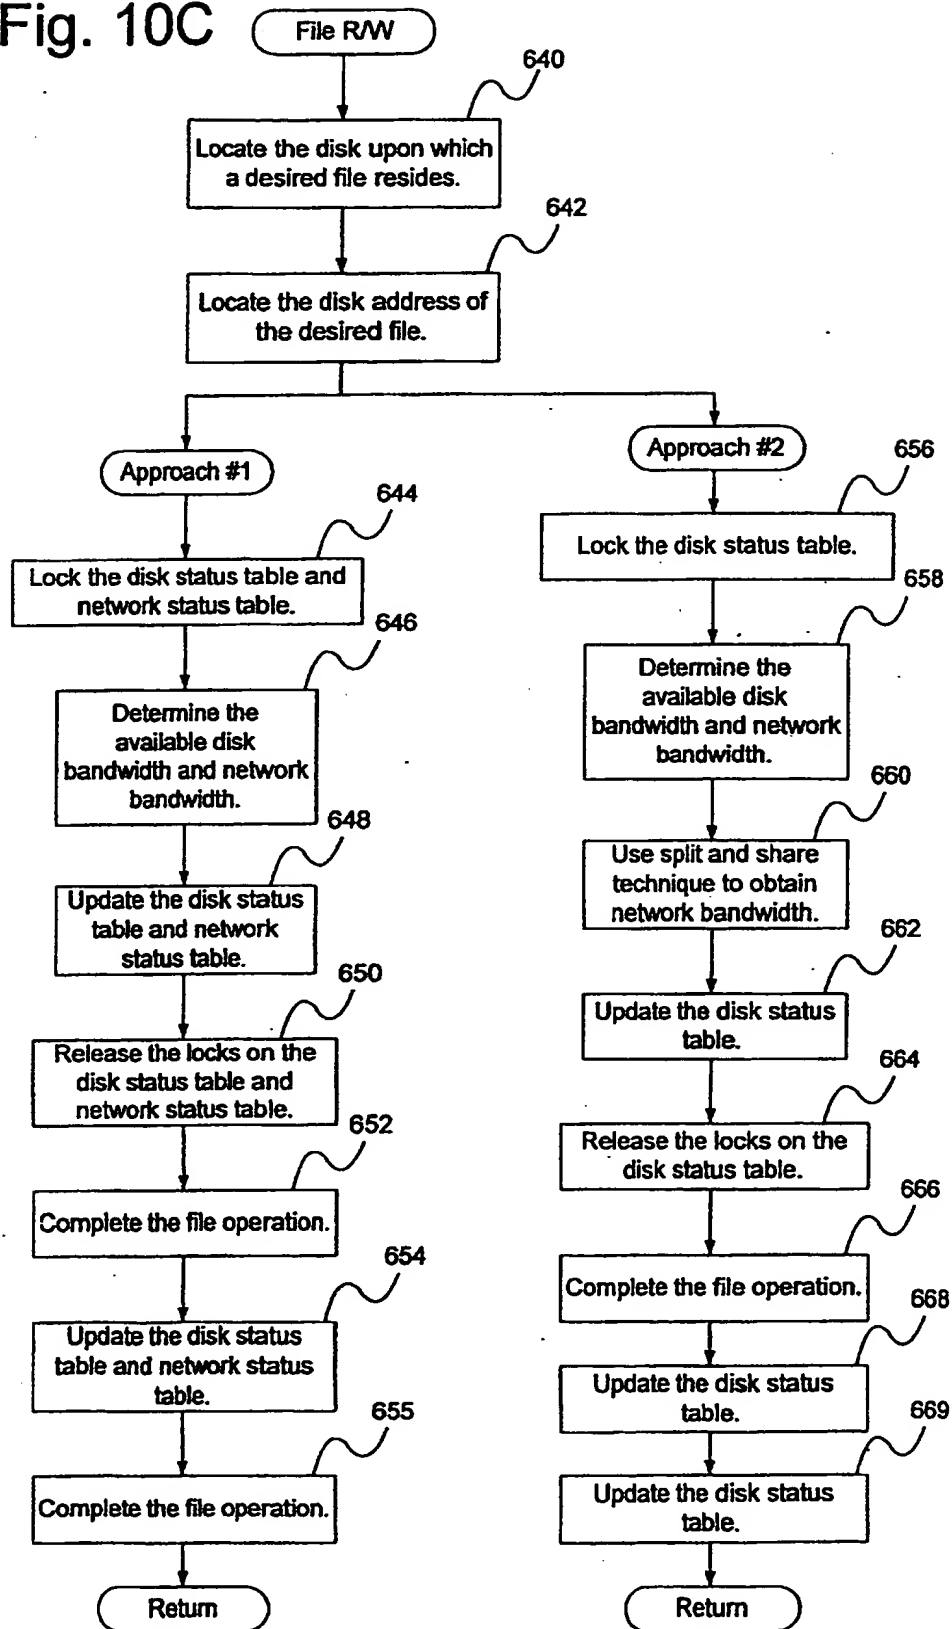 Fig. 10C
File R/W
640
Locate the disk upon which
a desired file resides.
642
Locate the disk address of
the desired file.
Approach #1
644
Lock the disk status table and
network status table.
646
Determine the
available disk
bandwidth and network
bandwidth.
648
Update the disk status
table and network
status table.
650
Release the locks on the
disk status table and
network status table.
652
Complete the file operation.
654
Update the disk status
table and network status
table.
655
Complete the file operation.
Return
Approach #2
656
Lock the disk status table.
658
Determine the
available disk
bandwidth and network
bandwidth.
660
Use split and share
technique to obtain
network bandwidth.
662
Update the disk status
table.
664
Release the locks on the
disk status table.
666
Complete the file operation.
668
Update the disk status
table.
669
Update the disk status
table.
Return